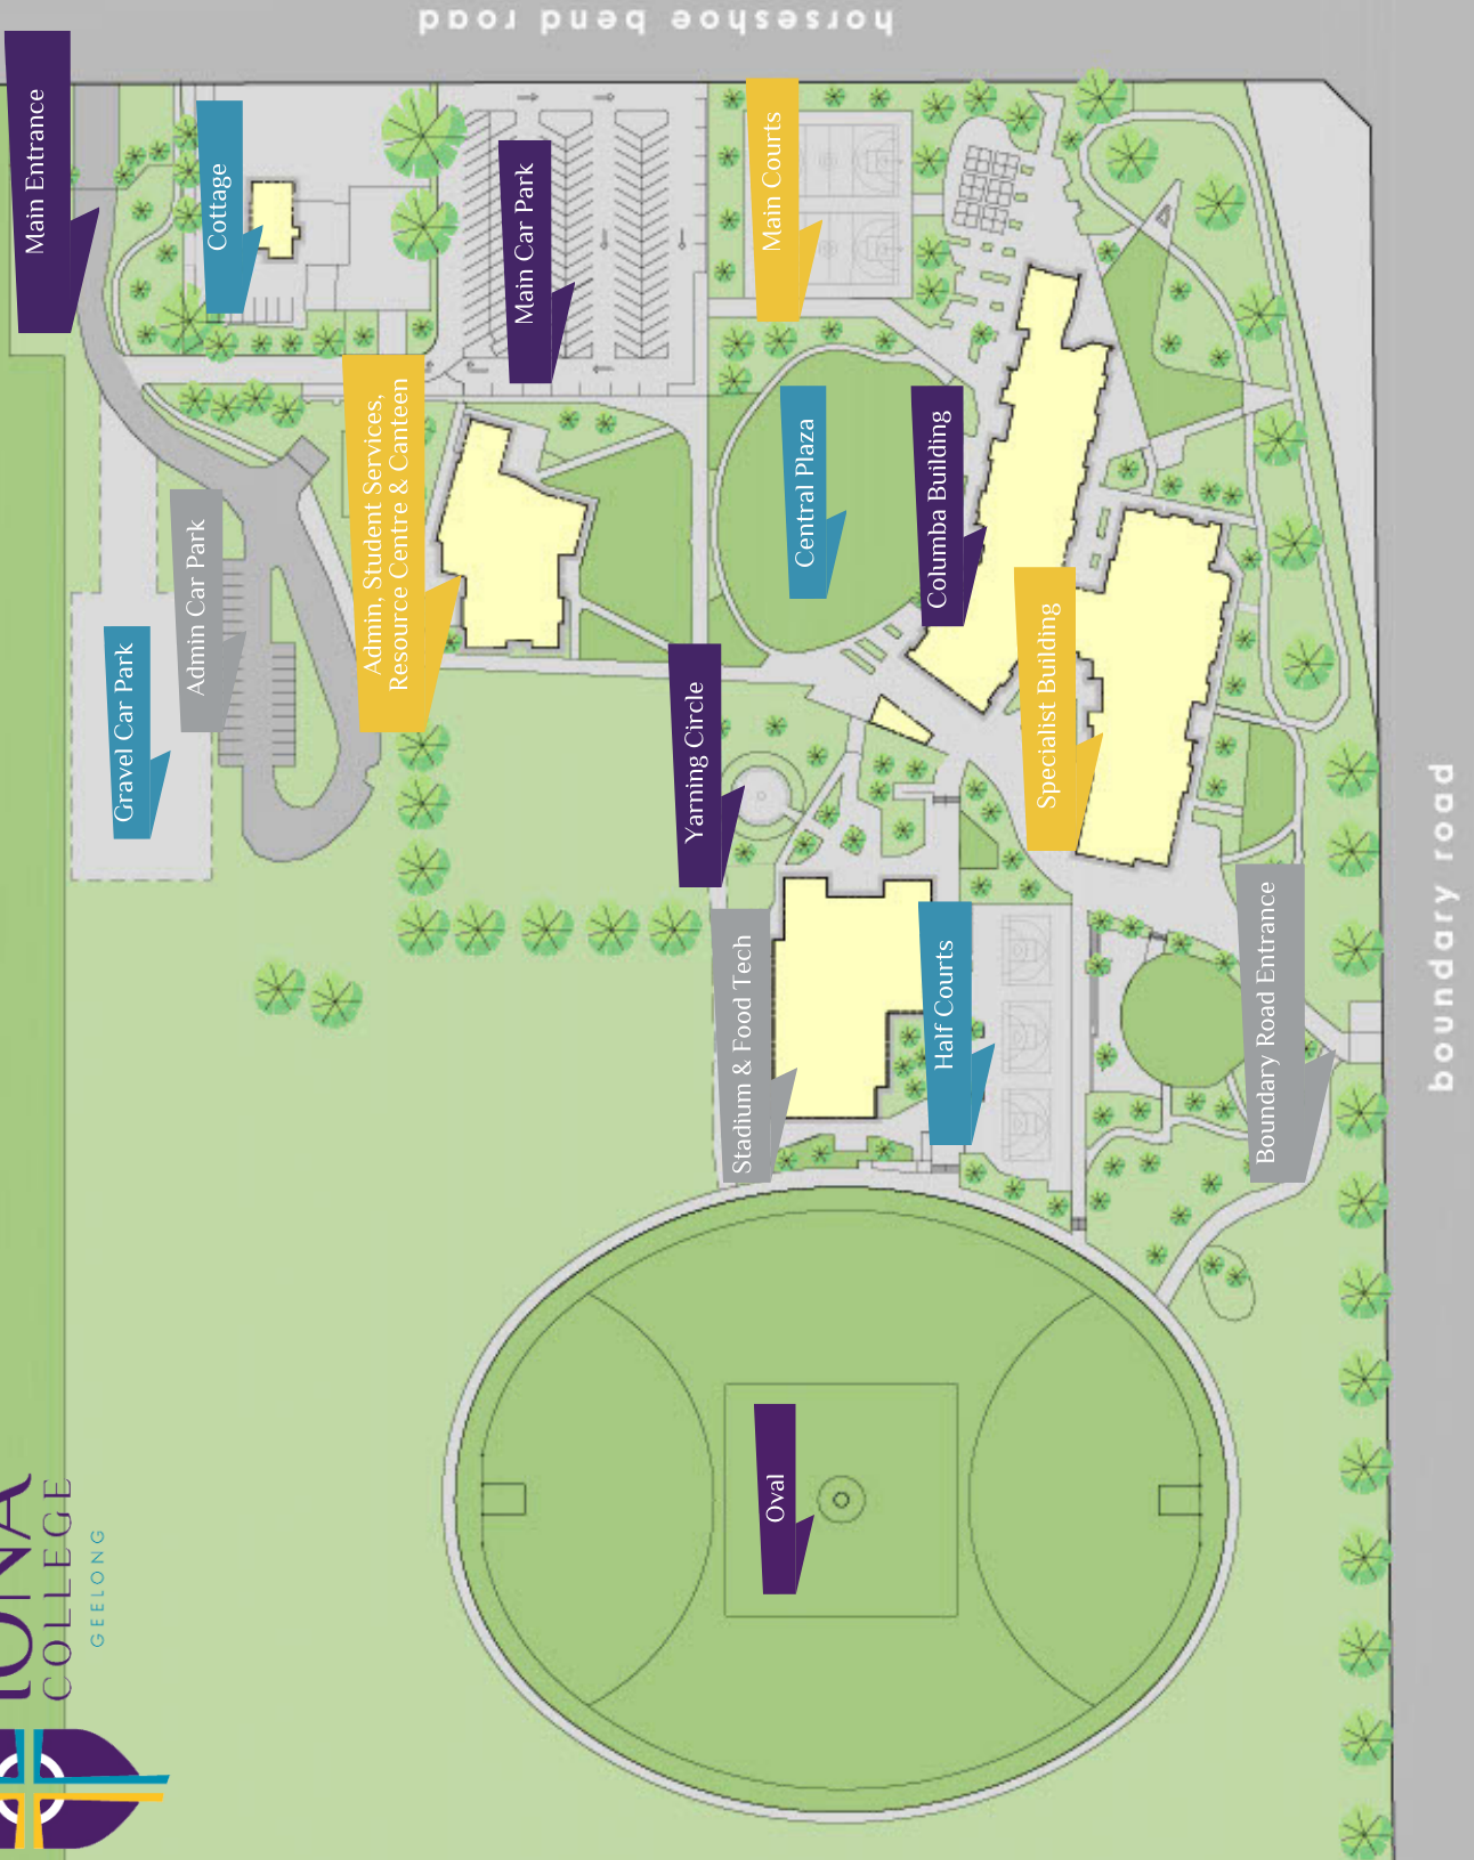 horseshoe bend road
Main Entrance
Cottage
Main Car Park
Main Courts
Admin, Student Services,
Resource Centre & Canteen
Central Plaza
Columba Building
Admin Car Park
Gravel Car Park
Yarning Circle
Specialist Building
Stadium & Food Tech
Half Courts
Boundary Road Entrance
boundary road
Oval
IONA
COLLEGE
GEELONG